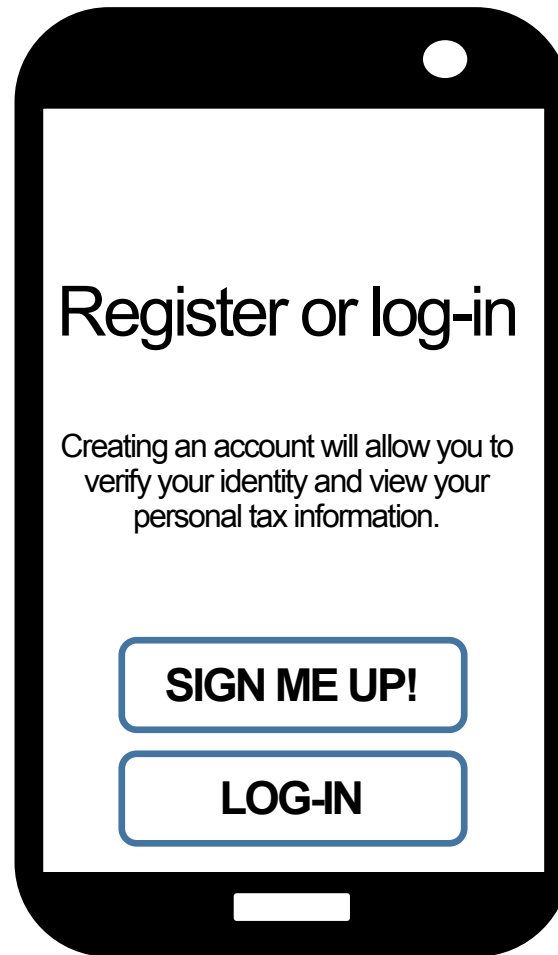 Register or log-in
Creating an account will allow you to
verify your identity and view your
personal tax information.
SIGN ME UP!
LOG-IN